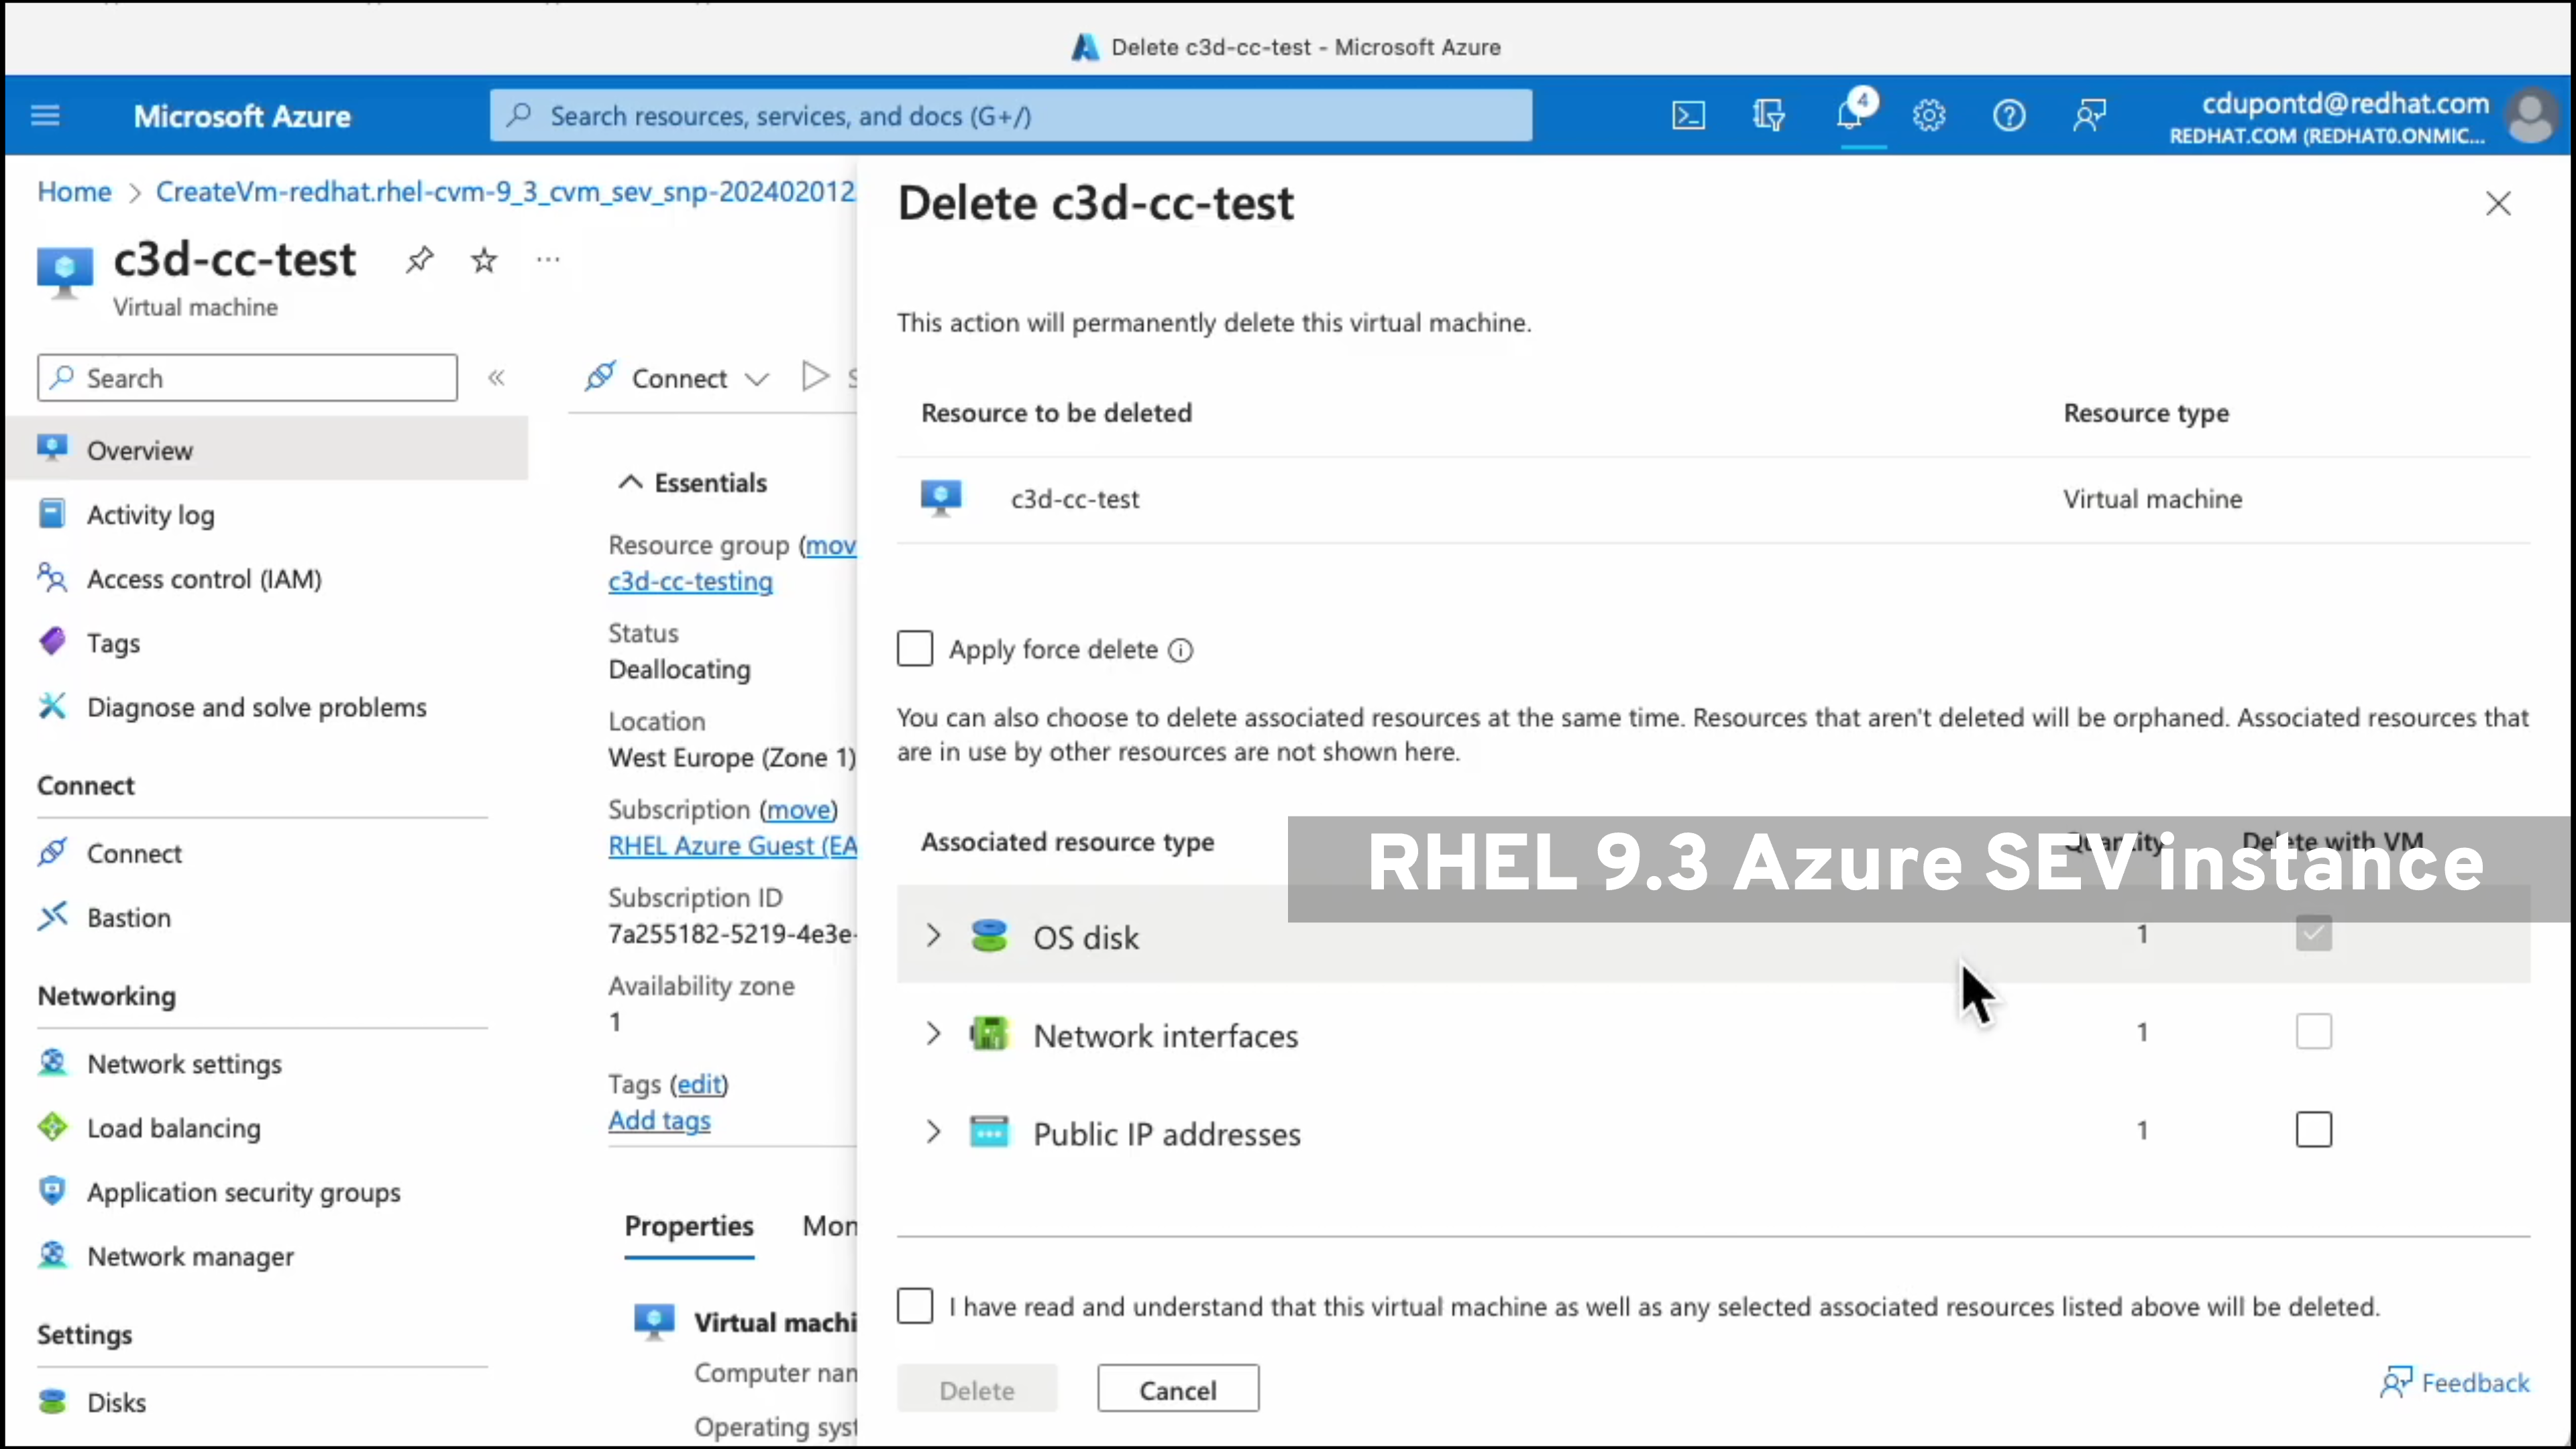 Delete c3d-cc-test - Microsoft Azure
Microsoft Azure
Search resources, services, and docs (G+/)
4
cdupontd@redhat.com
REDHAT.COM (REDHAT0.ONMIC...
Home > CreateVm-redhat.rhel-cvm-9_3_cvm_sev_snp-202402012
c3d-cc-test
Virtual machine
Search
Overview
Activity log
Access control (IAM)
Tags
Diagnose and solve problems
Connect
Connect
Bastion
Networking
Network settings
Load balancing
Application security groups
Network manager
Settings
Disks
Connect
Essentials
Resource group (mov
c3d-cc-testing
Status
Deallocating
Location
West Europe (Zone 1)
Subscription (move)
RHEL Azure Guest (EA
Subscription ID
7a255182-5219-4e3e-
Availability zone
1
Tags (edit)
Add tags
Properties Mon
Virtual machi
Computer nam
Operating syst
Delete c3d-cc-test
This action will permanently delete this virtual machine.
Resource to be deleted Resource type
c3d-cc-test Virtual machine
Apply force delete
You can also choose to delete associated resources at the same time. Resources that aren't deleted will be orphaned. Associated resources that
are in use by other resources are not shown here.
Associated resource type Quantity Delete with VM
RHEL 9.3 Azure SEV instance
OS disk 1
Network interfaces 1
Public IP addresses 1
I have read and understand that this virtual machine as well as any selected associated resources listed above will be deleted.
Delete Cancel
Feedback